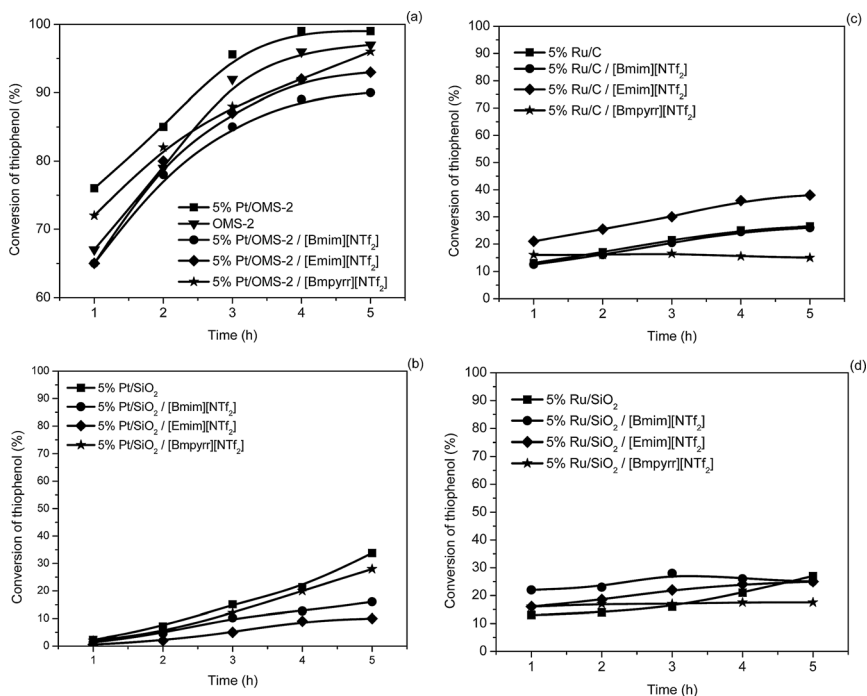 (a)
Conversion of thiophenol (%)
100
90
80
70
60
5% Pt/OMS-2
OMS-2
5% Pt/OMS-2 / [Bmim][NTf₂]
5% Pt/OMS-2 / [Emim][NTf₂]
5% Pt/OMS-2 / [Bmpyrr][NTf₂]
1 2 3 4 5
Time (h)
(c)
Conversion of thiophenol (%)
100
90
80
70
60
50
40
30
20
10
0
5% Ru/C
5% Ru/C / [Bmim][NTf₂]
5% Ru/C / [Emim][NTf₂]
5% Ru/C / [Bmpyrr][NTf₂]
1 2 3 4 5
Time (h)
(b)
Conversion of thiophenol (%)
100
90
80
70
60
50
40
30
20
10
0
5% Pt/SiO₂
5% Pt/SiO₂ / [Bmim][NTf₂]
5% Pt/SiO₂ / [Emim][NTf₂]
5% Pt/SiO₂ / [Bmpyrr][NTf₂]
1 2 3 4 5
Time (h)
(d)
Conversion of thiophenol (%)
100
90
80
70
60
50
40
30
20
10
0
5% Ru/SiO₂
5% Ru/SiO₂ / [Bmim][NTf₂]
5% Ru/SiO₂ / [Emim][NTf₂]
5% Ru/SiO₂ / [Bmpyrr][NTf₂]
1 2 3 4 5
Time (h)